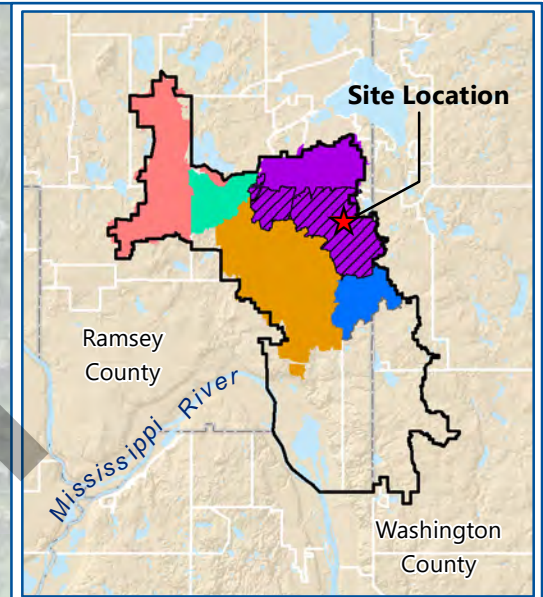 Site Location
Ramsey
County
Mississippi River
Washington
County